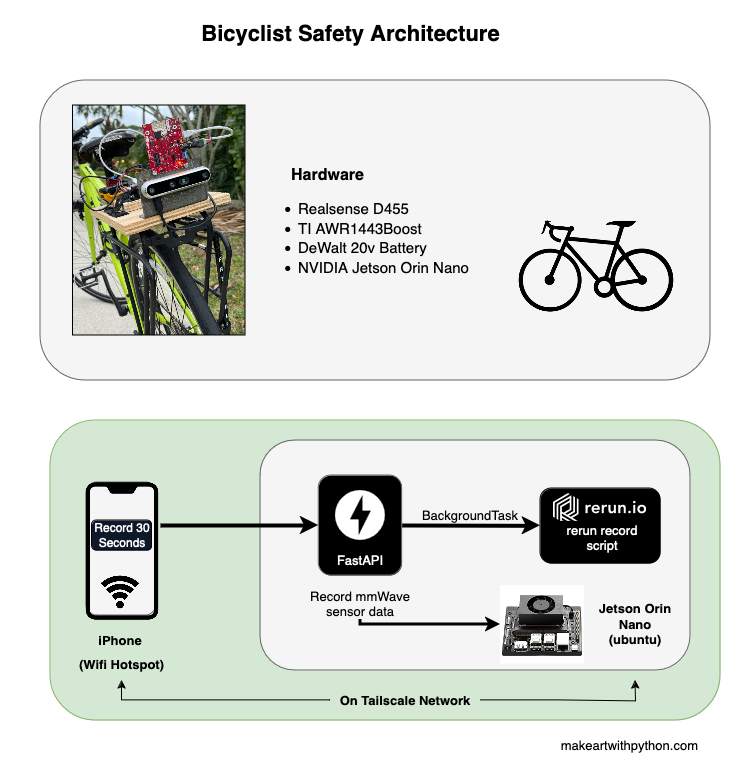 Bicyclist Safety Architecture
Hardware
Realsense D455
TI AWR1443Boost
DeWalt 20v Battery
NVIDIA Jetson Orin Nano
Record 30
Seconds
iPhone
(Wifi Hotspot)
FastAPI
BackgroundTask
rerun.io
rerun record
script
Record mmWave
sensor data
Jetson Orin
Nano
(ubuntu)
On Tailscale Network
makeartwithpython.com